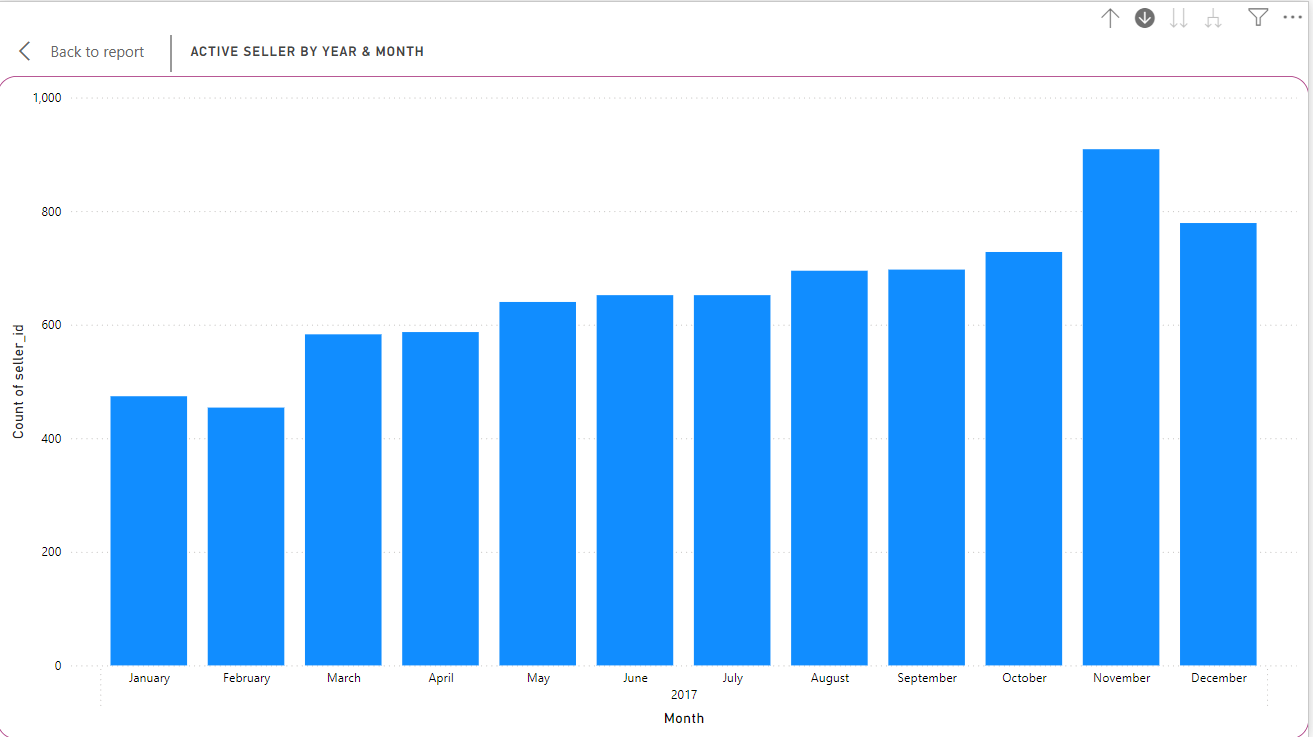 Back to report
ACTIVE SELLER BY YEAR & MONTH
1,000
800
600
400
200
0
Count of seller_id
January February March April May June July August September October November December
2017
Month